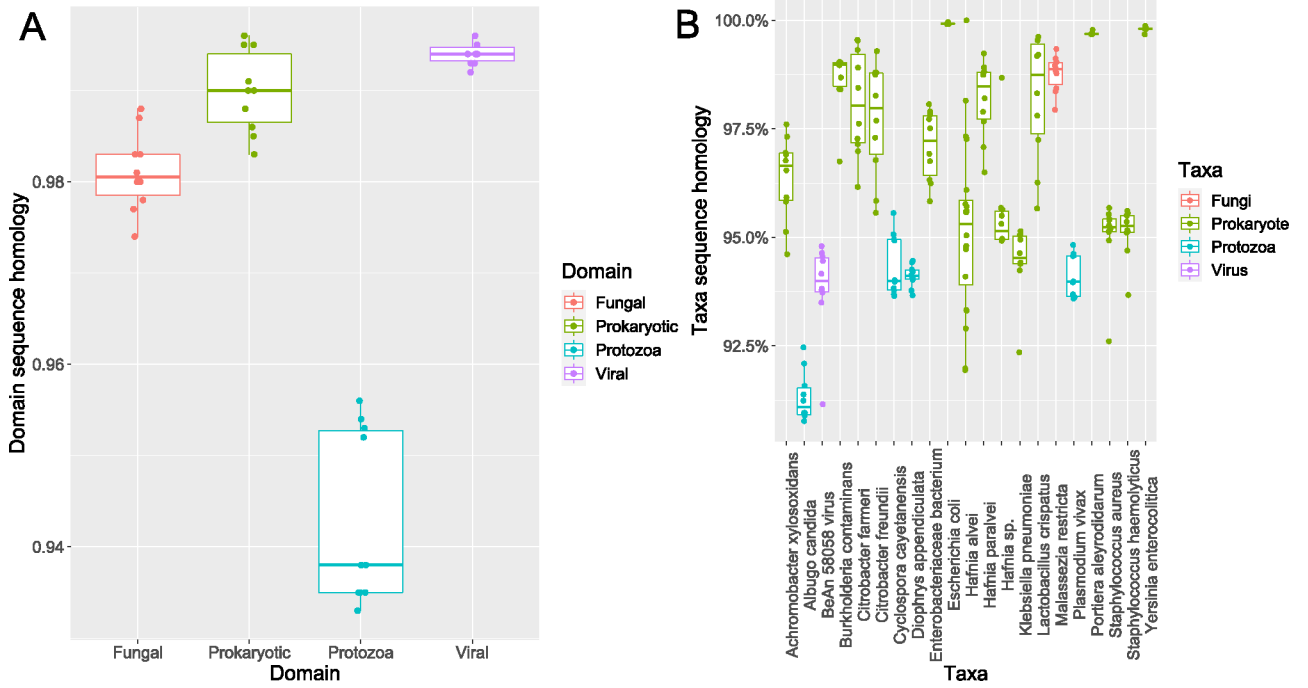 A
Domain sequence homology
0.98
0.96
0.94
Fungal
Prokaryotic
Protozoa
Viral
Domain
Domain
Fungal
Prokaryotic
Protozoa
Viral
B
Taxa sequence homology
100.0%
97.5%
95.0%
92.5%
Achromobacter xylosoxidans
Albugo candida
BeAn 58058 virus
Burkholderia contaminans
Citrobacter farmeri
Citrobacter freundii
Cyclospora cayetanensis
Diophrys appendiculata
Enterobacteriaceae bacterium
Escherichia coli
Hafnia alvei
Hafnia paralvei
Hafnia sp.
Klebsiella pneumoniae
Lactobacillus crispatus
Malassezia restricta
Plasmodium vivax
Portiera aleyrodidarum
Staphylococcus aureus
Staphylococcus haemolyticus
Yersinia enterocolitica
Taxa
Taxa
Fungi
Prokaryote
Protozoa
Virus